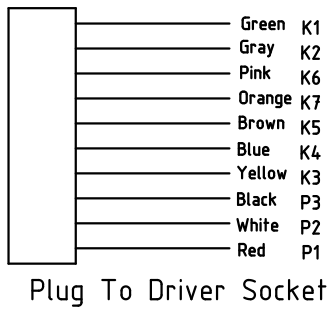 Green K1
Gray K2
Pink K6
Orange K7
Brown K5
Blue K4
Yellow K3
Black P3
White P2
Red P1
Plug To Driver Socket